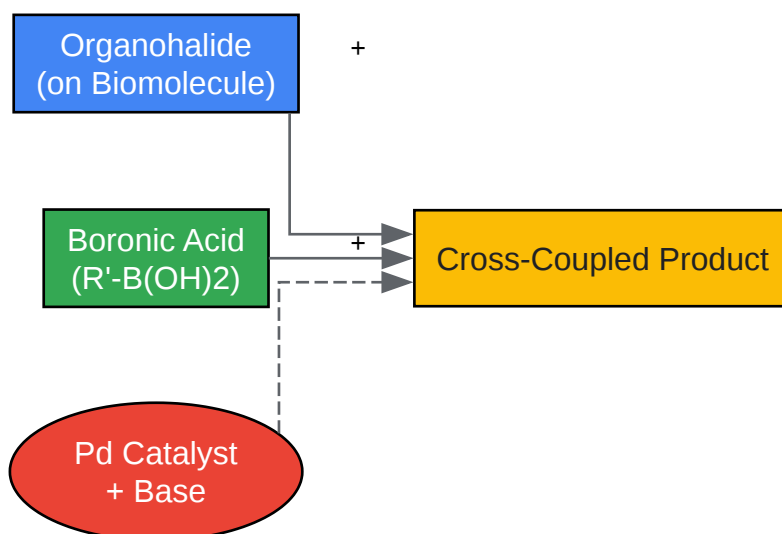 Organohalide
(on Biomolecule)
+
Boronic Acid
(R'-B(OH)2)
+
Cross-Coupled Product
Pd Catalyst
+ Base